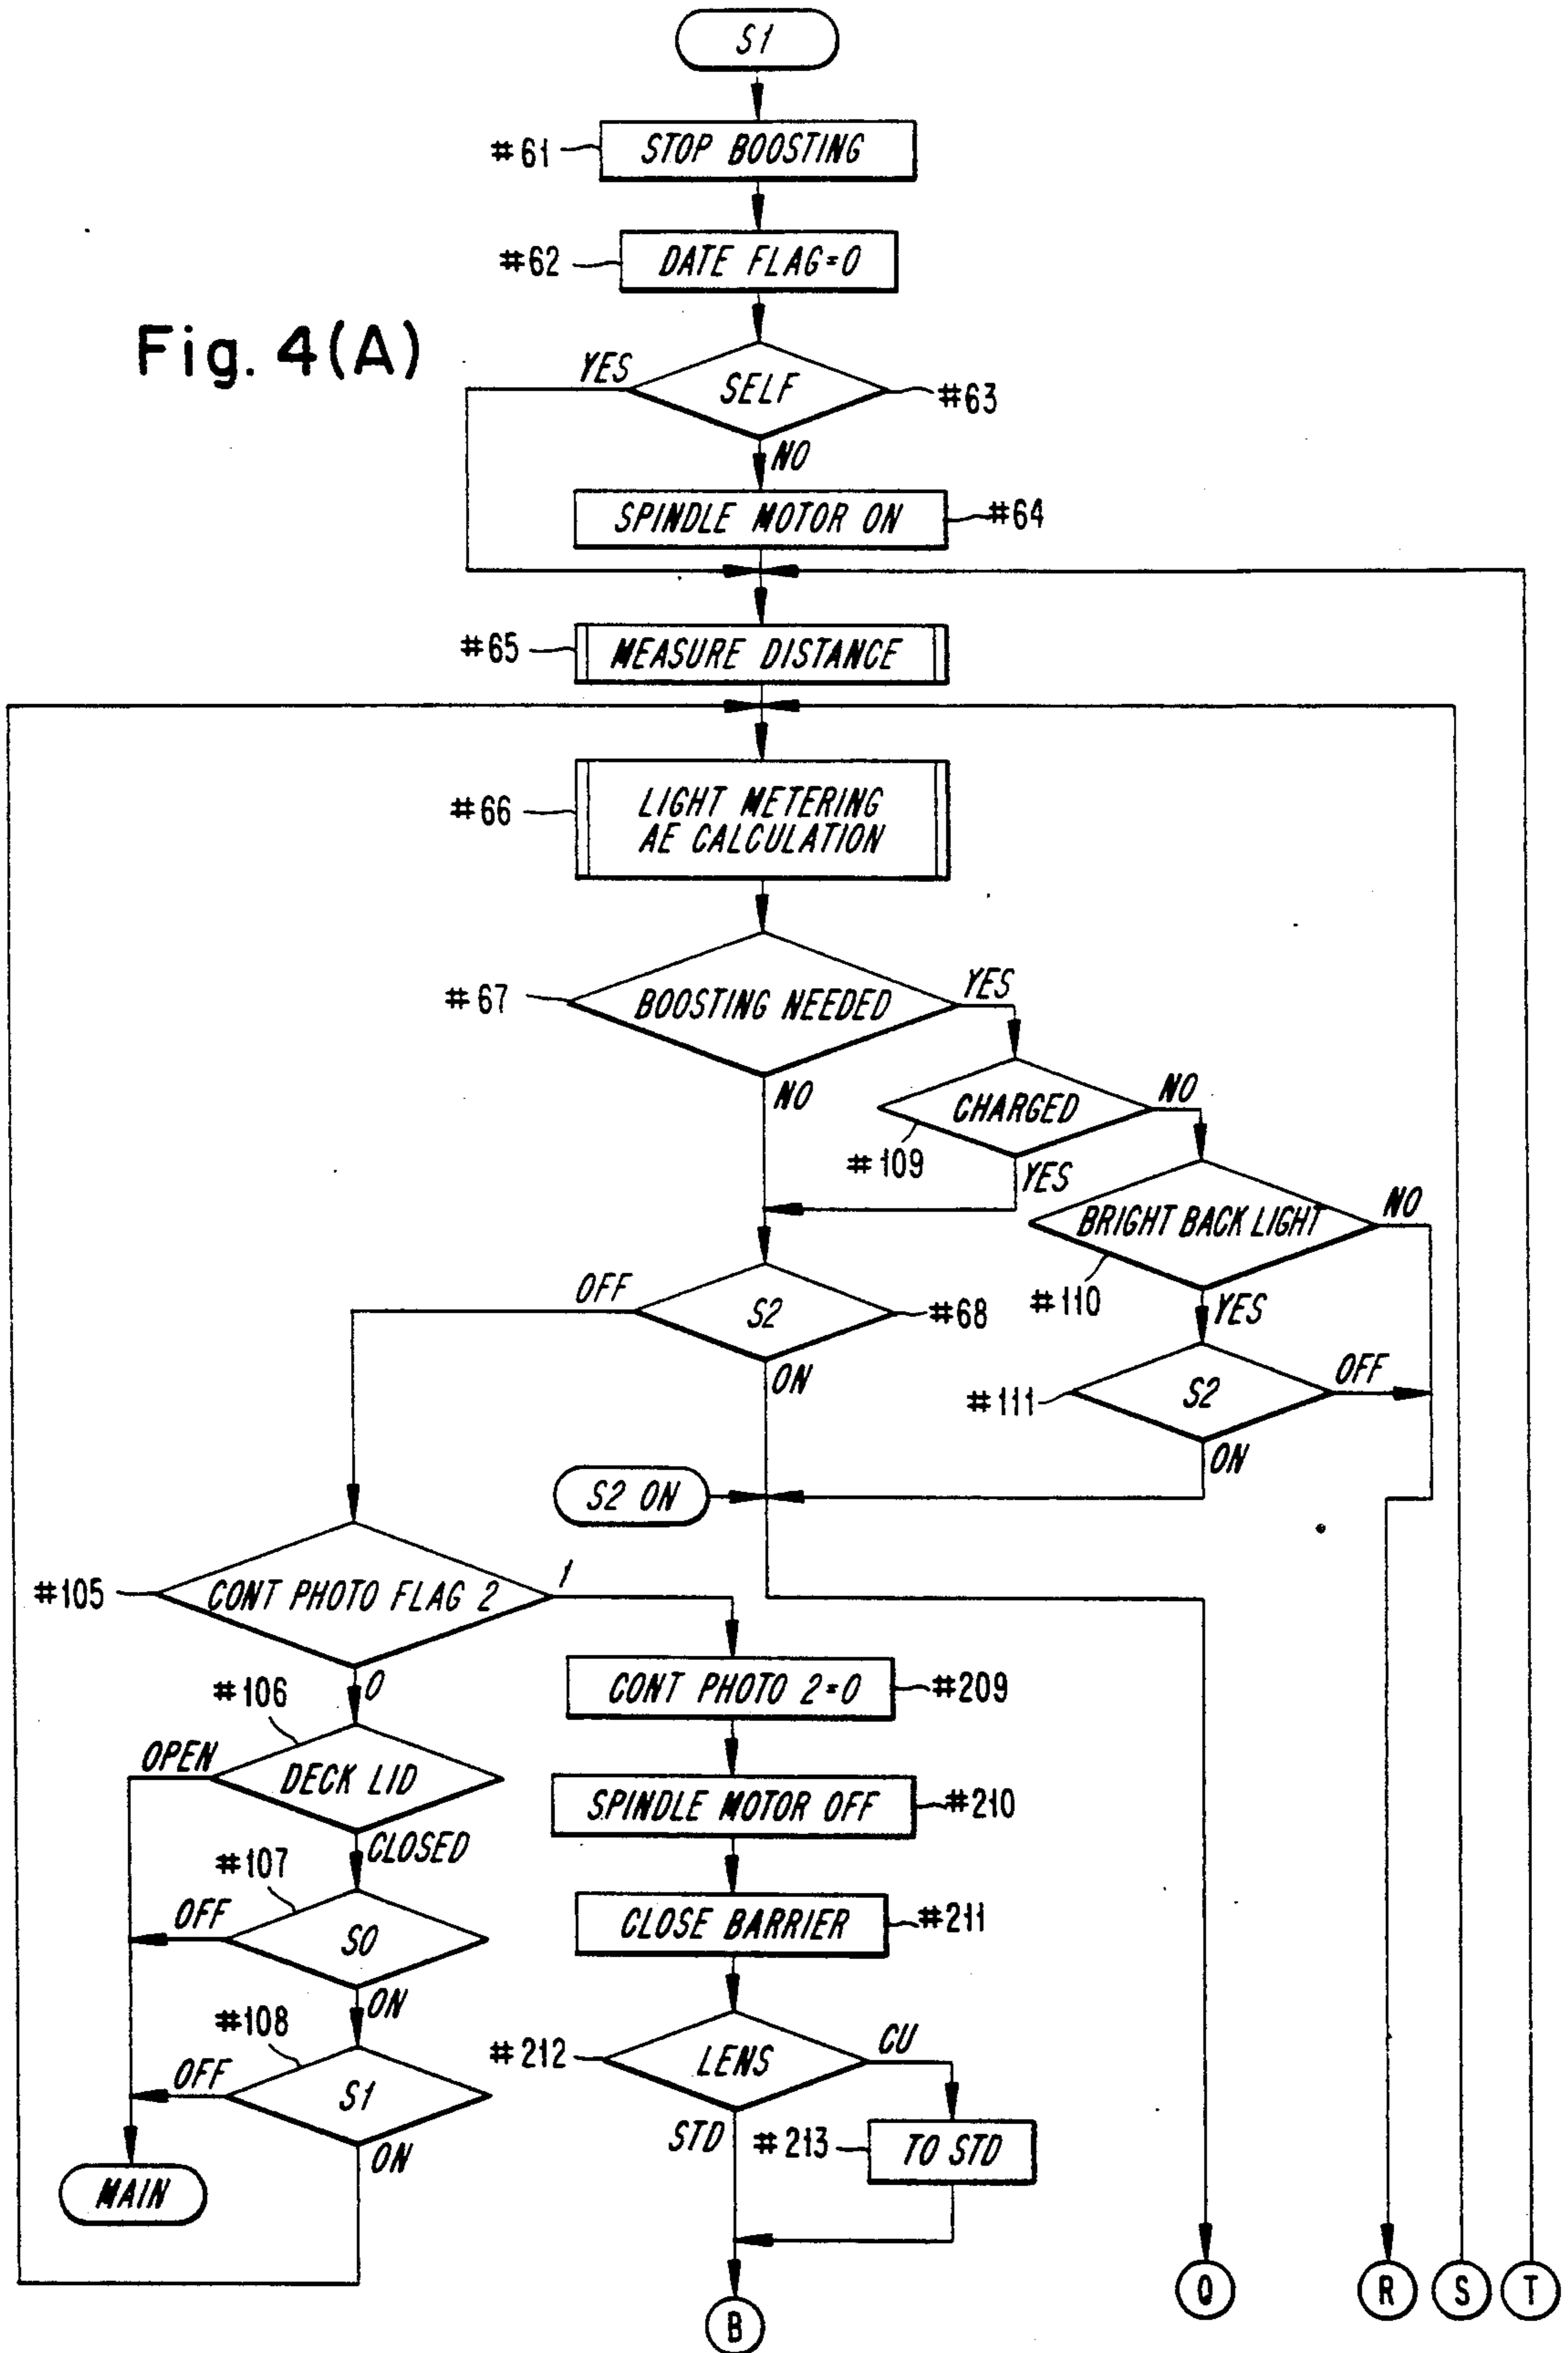 S1
#61
STOP BOOSTING
#62
DATE FLAG=0
Fig. 4(A)
YES
SELF
#63
NO
SPINDLE MOTOR ON
#64
#65
MEASURE DISTANCE
#66
LIGHT METERING
AE CALCULATION
#67
BOOSTING NEEDED
YES
NO
CHARGED
NO
#109
YES
BRIGHT BACK LIGHT
NO
#110
YES
OFF
S2
#68
ON
#111
S2
OFF
ON
S2 ON
#105
CONT PHOTO FLAG 2
1
0
CONT PHOTO 2=0
#209
#106
OPEN
DECK LID
CLOSED
SPINDLE MOTOR OFF
#210
#107
OFF
S0
ON
CLOSE BARRIER
#211
#108
OFF
S1
ON
#212
LENS
CU
STD
#213
TO STD
MAIN
B
Q
R
S
T